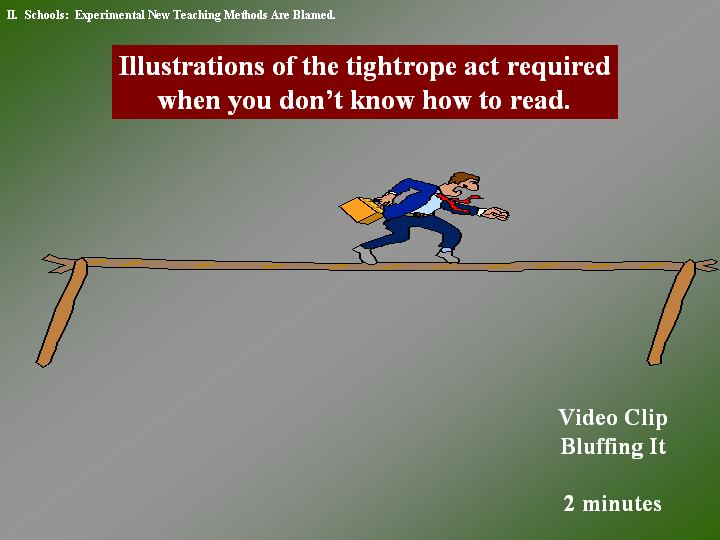 II.  Schools:  Experimental New Teaching Methods Are Blamed.
Illustrations of the tightrope act required
when you don’t know how to read.
Video Clip
Bluffing It
2 minutes